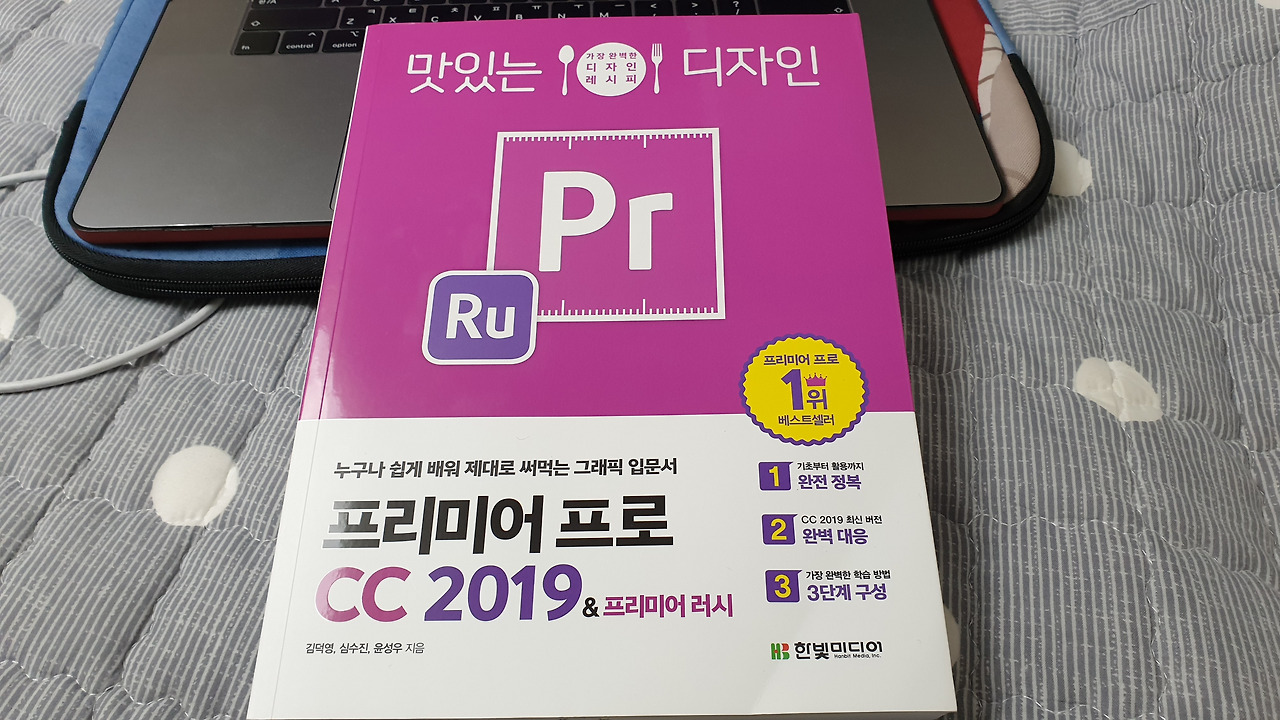 Z X C V B N M < > ?
fn control option
맛있는
가장 완벽한
디자인
레시피
디자인
Pr
Ru
프리미어 프로
1위
베스트셀러
누구나 쉽게 배워 제대로 써먹는 그래픽 입문서
프리미어 프로
CC 2019 & 프리미어 러시
1 기초부터 활용까지
완전 정복
2 CC 2019 최신 버전
완벽 대응
3 가장 완벽한 학습 방법
3단계 구성
김덕영, 심수진, 윤성우 지음
HB 한빛미디어
Hanbit Media, Inc.